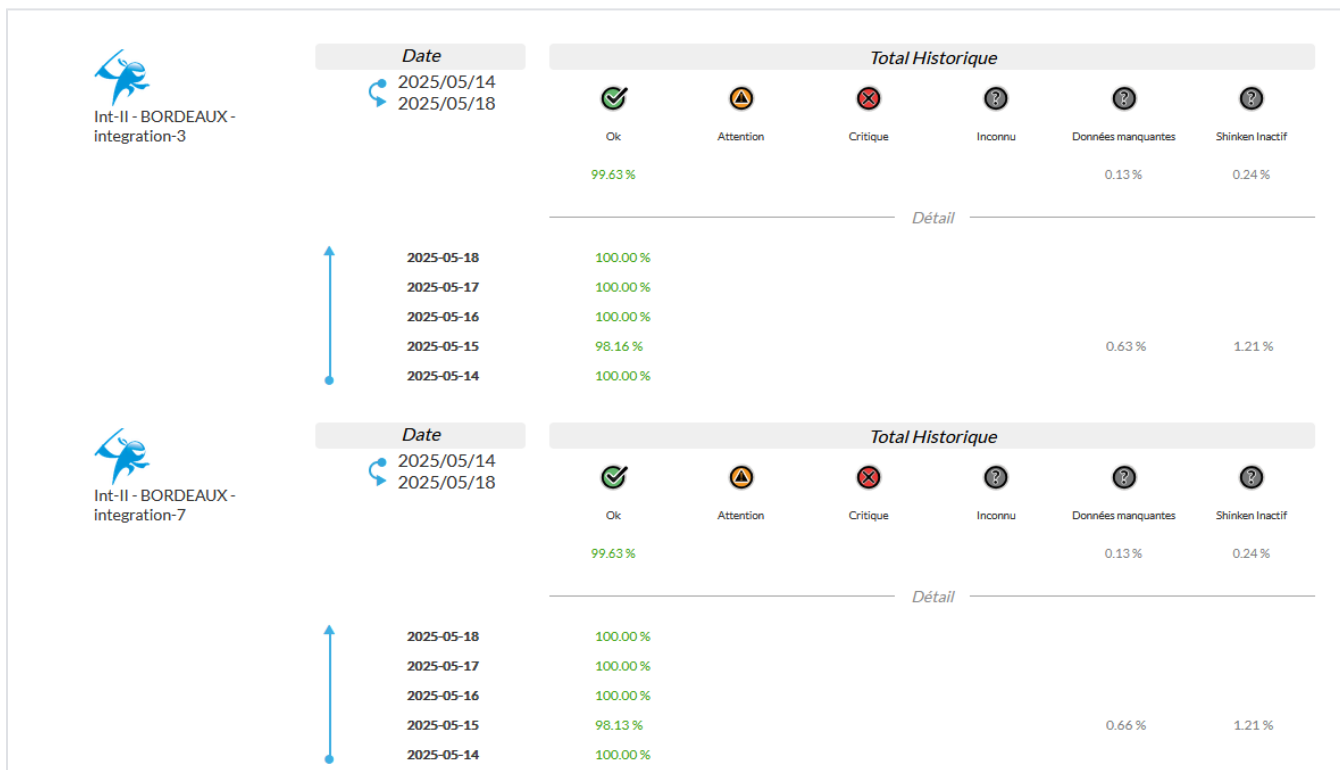 Date
Total Historique
2025/05/14
2025/05/18
Int-II - BORDEAUX -
integration-3
Ok Attention Critique Inconnu Données manquantes Shinken Inactif
99.63 % 0.13 % 0.24 %
Détail
2025-05-18 100.00 %
2025-05-17 100.00 %
2025-05-16 100.00 %
2025-05-15 98.16 % 0.63 % 1.21 %
2025-05-14 100.00 %
Date
Total Historique
2025/05/14
2025/05/18
Int-II - BORDEAUX -
integration-7
Ok Attention Critique Inconnu Données manquantes Shinken Inactif
99.63 % 0.13 % 0.24 %
Détail
2025-05-18 100.00 %
2025-05-17 100.00 %
2025-05-16 100.00 %
2025-05-15 98.13 % 0.66 % 1.21 %
2025-05-14 100.00 %